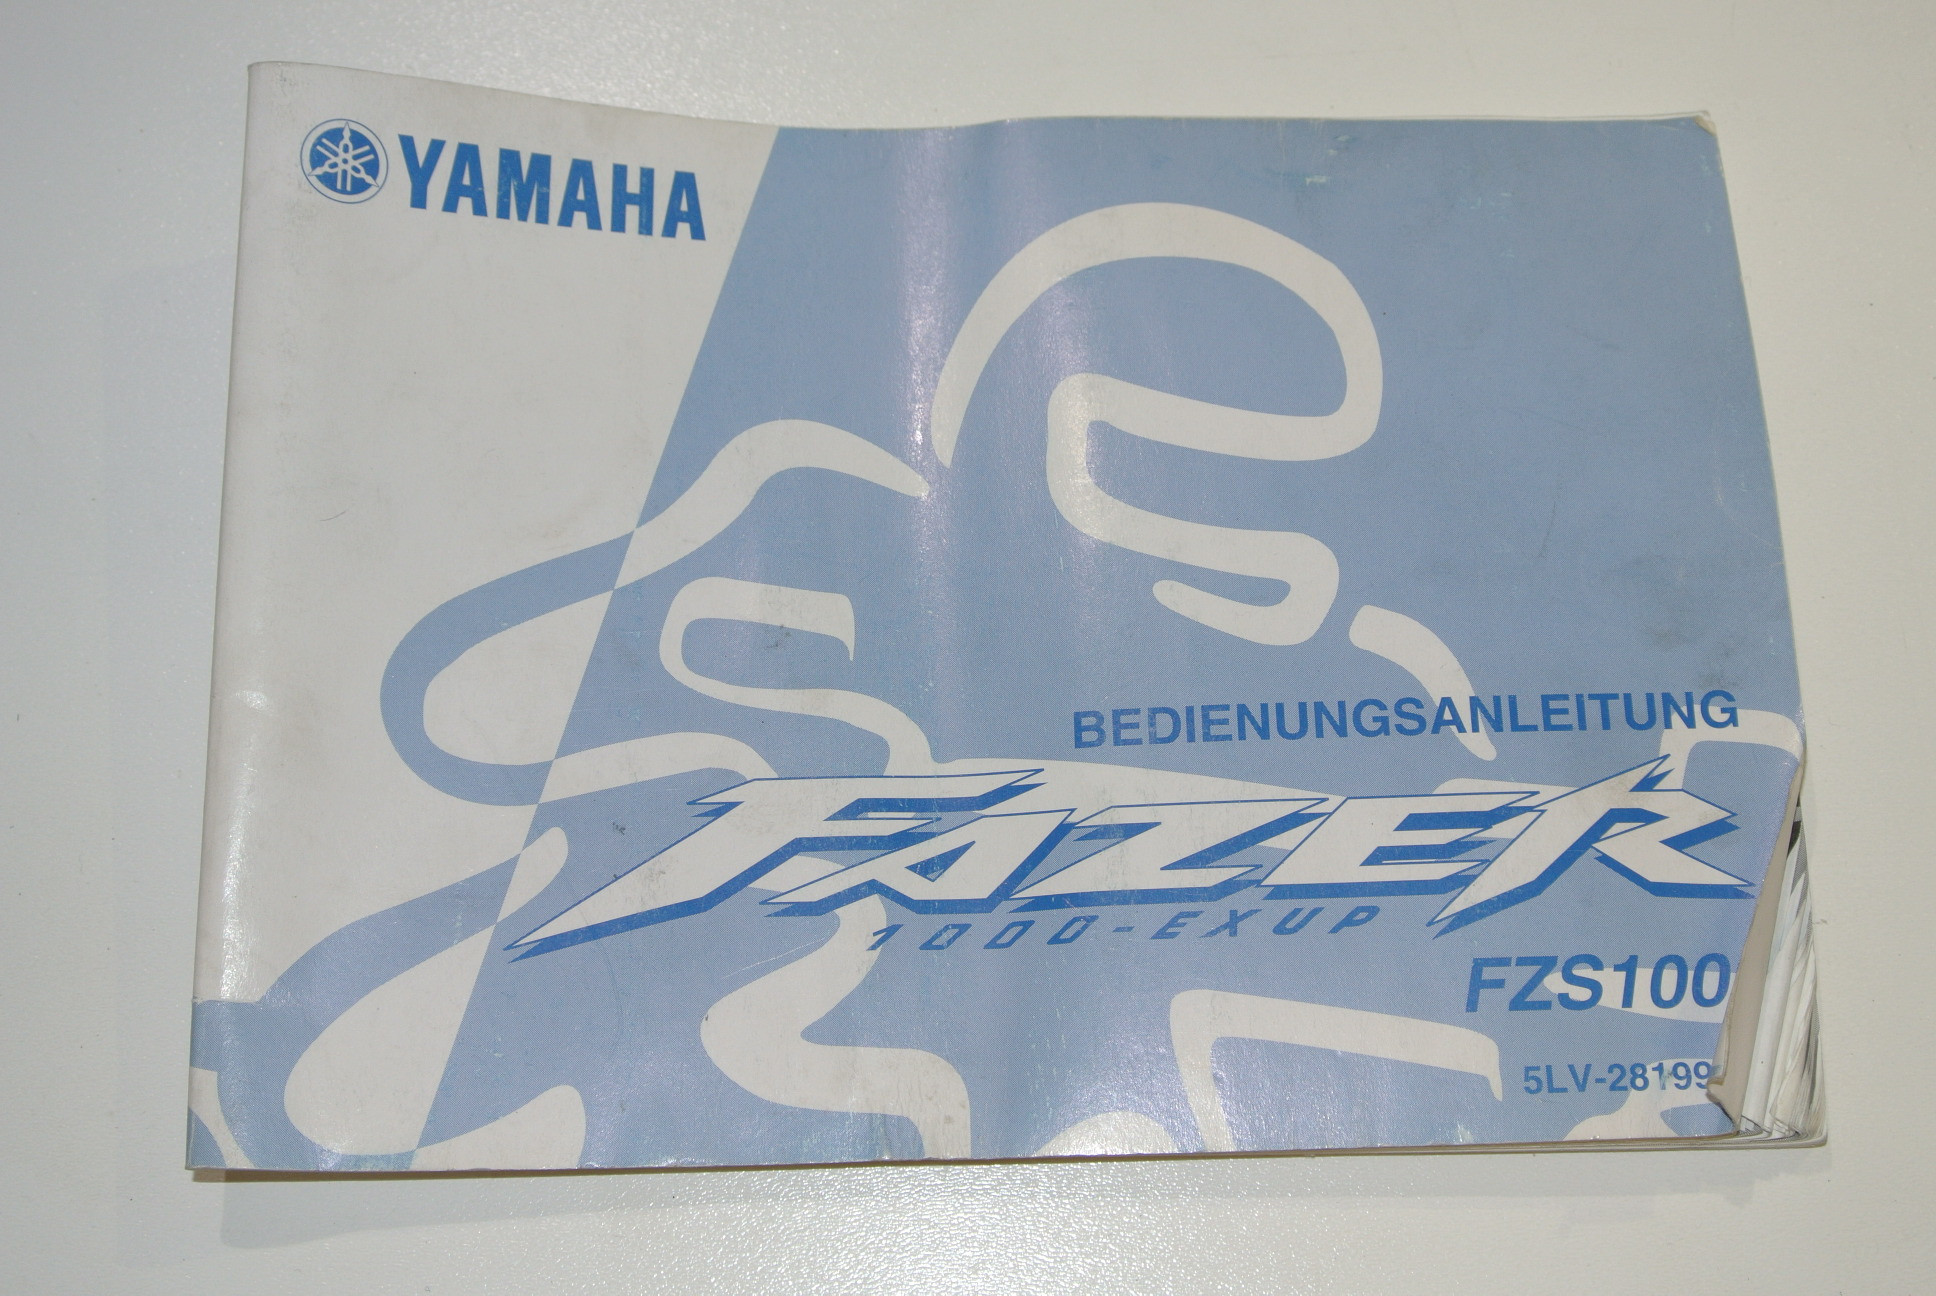 YAMAHA
BEDIENUNGSANLEITUNG
FAZER
1000-EXUP
FZS100
5LV-28199